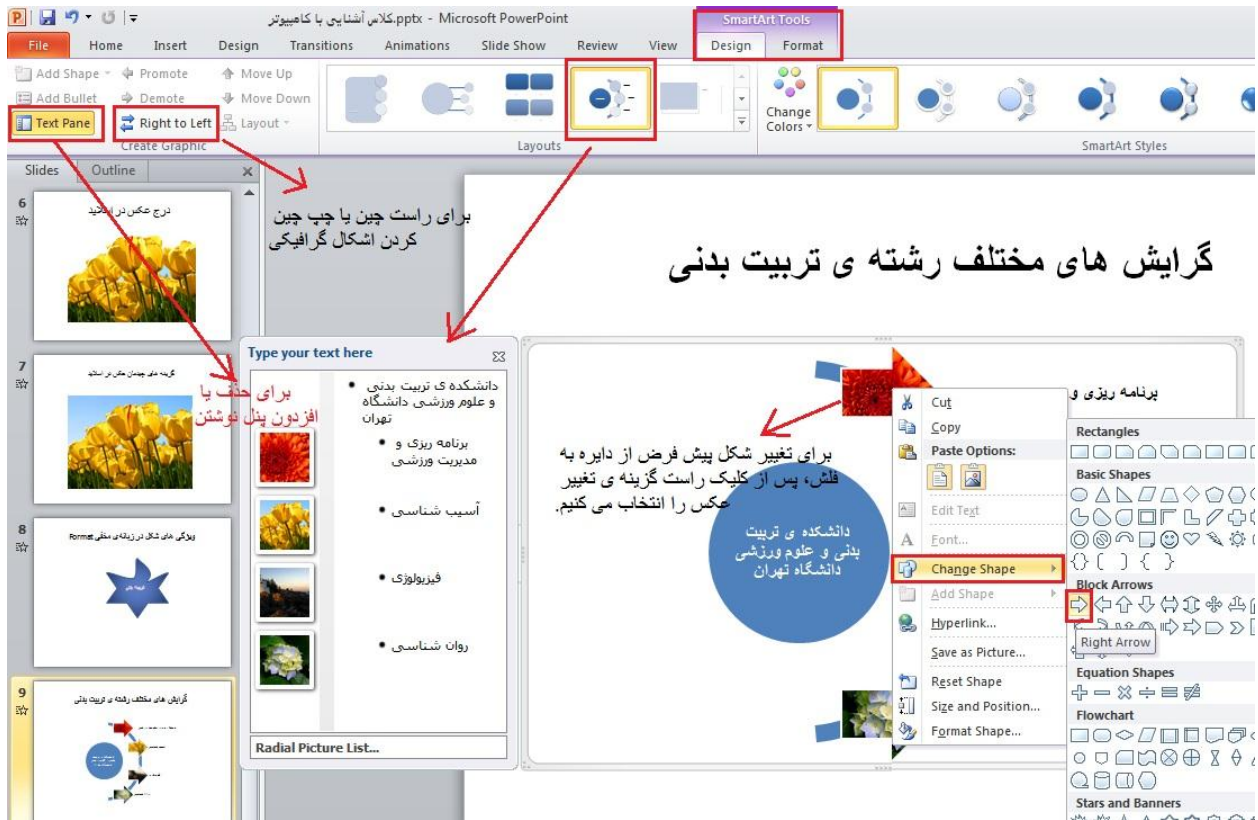 کلاس آشنایی با کامپیوتر.pptx - Microsoft PowerPoint
SmartArt Tools
File Home Insert Design Transitions Animations Slide Show Review View Design Format
Add Shape Promote Move Up
Add Bullet Demote Move Down
Text Pane Right to Left Layout
Create Graphic
Layouts
Change
Colors
SmartArt Styles
Slides Outline
6
درج عکس در اسلاید
7
گزینه های چیدمان عکس در اسلاید
8
ویژگی های شکل در زبانه ی مخفی Format
9
گرایش های مختلف رشته ی تربیت بدنی
برای راست چین یا چپ چین
کردن اشکال گرافیکی
گرایش های مختلف رشته ی تربیت بدنی
برای حذف یا
افزدون پنل نوشتن
Type your text here
دانشکده ی تربیت بدنی
و علوم ورزشی دانشگاه
تهران
برنامه ریزی و
مدیریت ورزشی
آسیب شناسی
فیزیولوژی
روان شناسی
Radial Picture List...
برنامه ریزی و
برای تغییر شکل پیش فرض از دایره به
فلش، پس از کلیک راست گزینه ی تغییر
عکس را انتخاب می کنیم.
دانشکده ی تربیت
بدنی و علوم ورزشی
دانشگاه تهران
Cut
Copy
Paste Options:
Edit Text
Font...
Change Shape
Add Shape
Hyperlink...
Save as Picture...
Reset Shape
Size and Position...
Format Shape...
Rectangles
Basic Shapes
Block Arrows
Right Arrow
Equation Shapes
Flowchart
Stars and Banners